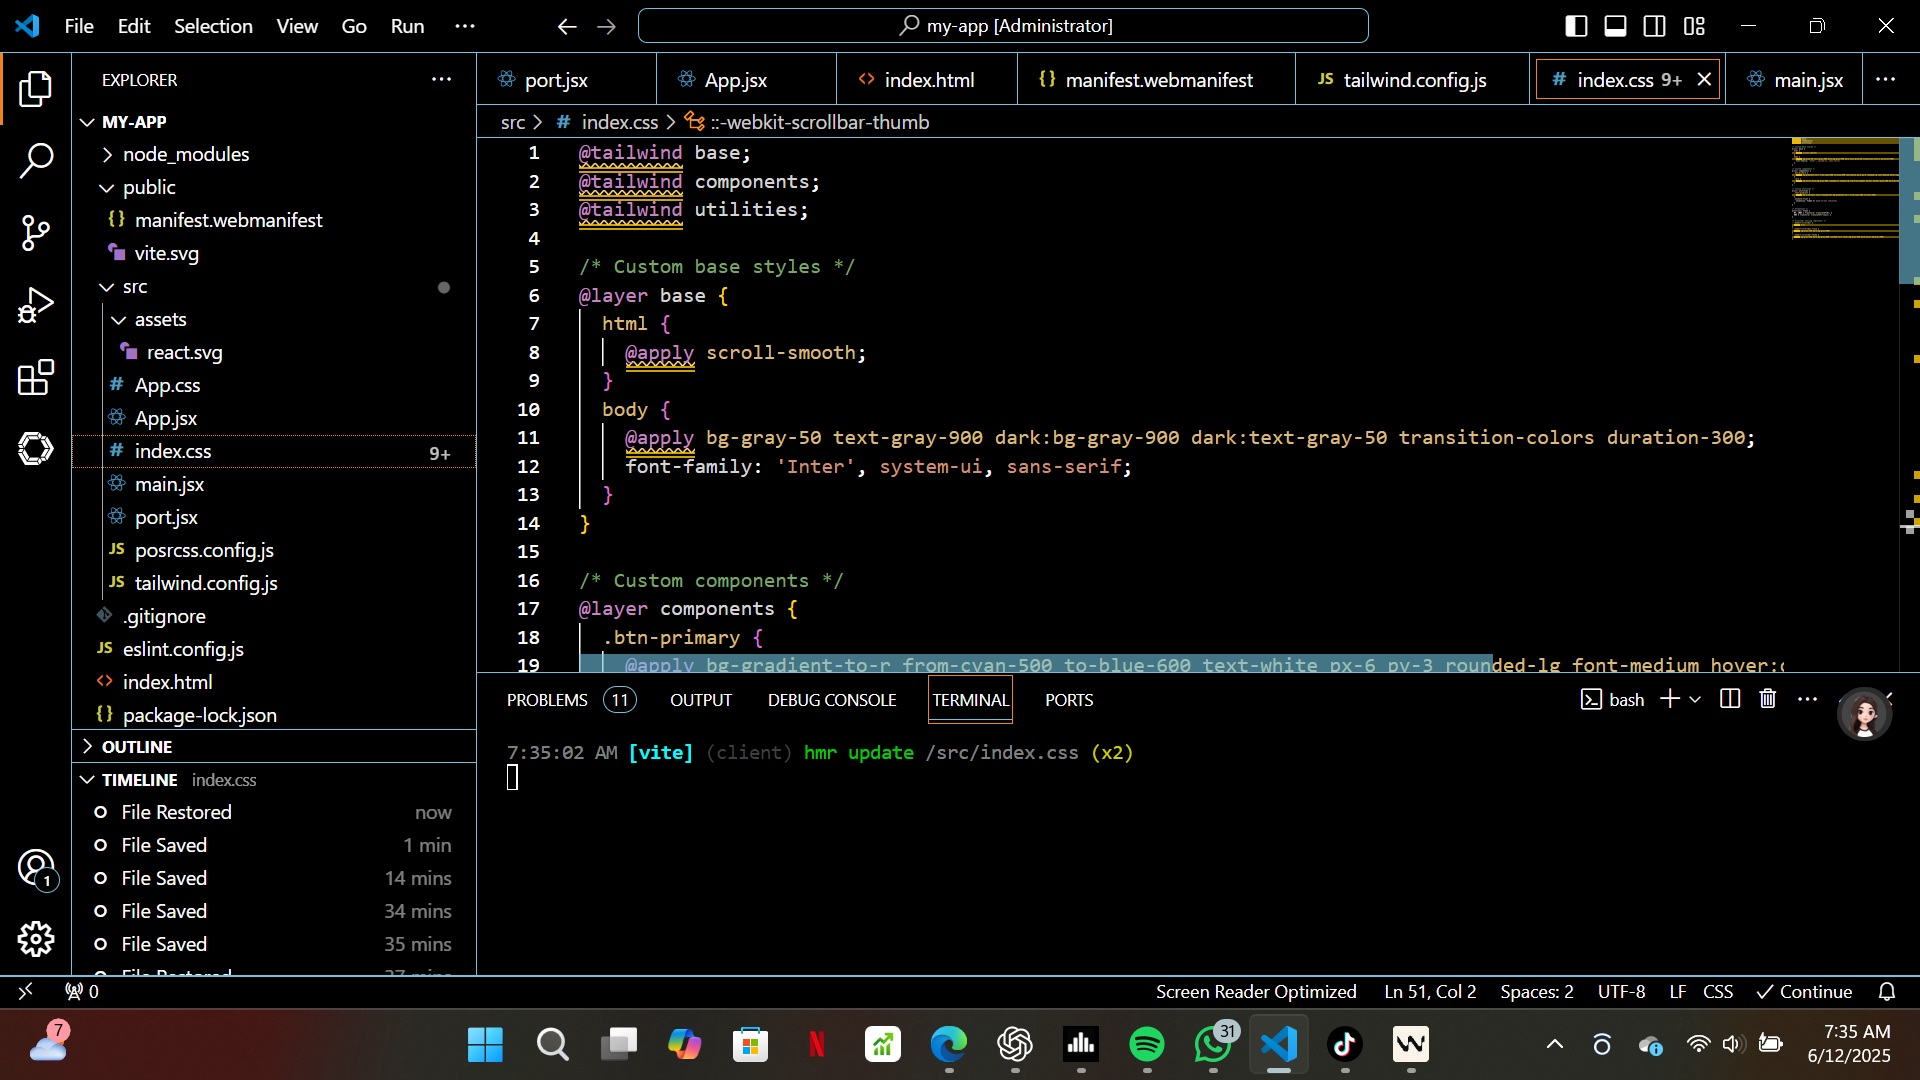 File Edit Selection View Go Run ···
my-app [Administrator]
EXPLORER
MY-APP
node_modules
public
manifest.webmanifest
vite.svg
src
assets
react.svg
App.css
App.jsx
index.css 9+
main.jsx
port.jsx
posrcss.config.js
tailwind.config.js
.gitignore
eslint.config.js
index.html
package-lock.json
OUTLINE
TIMELINE index.css
File Restored now
File Saved 1 min
File Saved 14 mins
File Saved 34 mins
File Saved 35 mins
port.jsx App.jsx index.html manifest.webmanifest tailwind.config.js index.css 9+ main.jsx
src > # index.css > ::-webkit-scrollbar-thumb
1 @tailwind base;
2 @tailwind components;
3 @tailwind utilities;
4
5 /* Custom base styles */
6 @layer base {
7 html {
8 @apply scroll-smooth;
9 }
10 body {
11 @apply bg-gray-50 text-gray-900 dark:bg-gray-900 dark:text-gray-50 transition-colors duration-300;
12 font-family: 'Inter', system-ui, sans-serif;
13 }
14 }
15
16 /* Custom components */
17 @layer components {
18 .btn-primary {
19 @apply bg-gradient-to-r from-cyan-500 to-blue-600 text-white px-6 py-3 rounded-lg font-medium hover:
PROBLEMS 11 OUTPUT DEBUG CONSOLE TERMINAL PORTS
bash
7:35:02 AM [vite] (client) hmr update /src/index.css (x2)
1
0
Screen Reader Optimized Ln 51, Col 2 Spaces: 2 UTF-8 LF CSS Continue
7
31
7:35 AM
6/12/2025